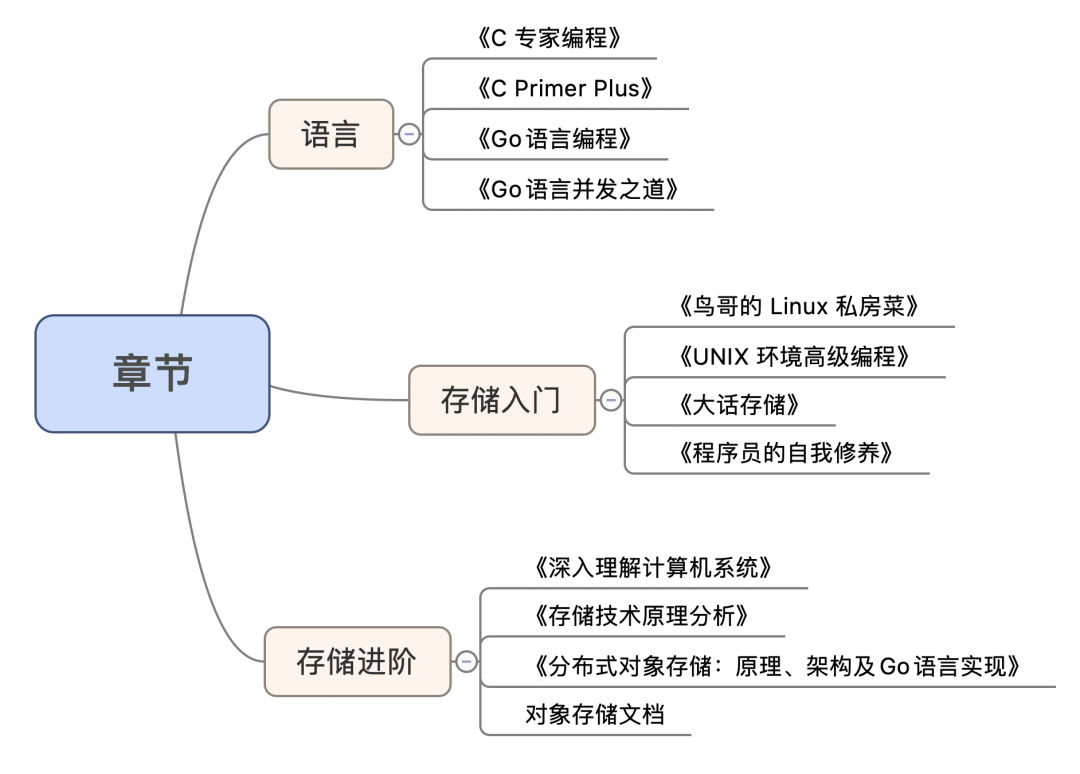 章节
语言
《C 专家编程》
《C Primer Plus》
《Go语言编程》
《Go语言并发之道》
存储入门
《鸟哥的 Linux 私房菜》
《UNIX 环境高级编程》
《大话存储》
《程序员的自我修养》
存储进阶
《深入理解计算机系统》
《存储技术原理分析》
《分布式对象存储：原理、架构及Go语言实现》
对象存储文档